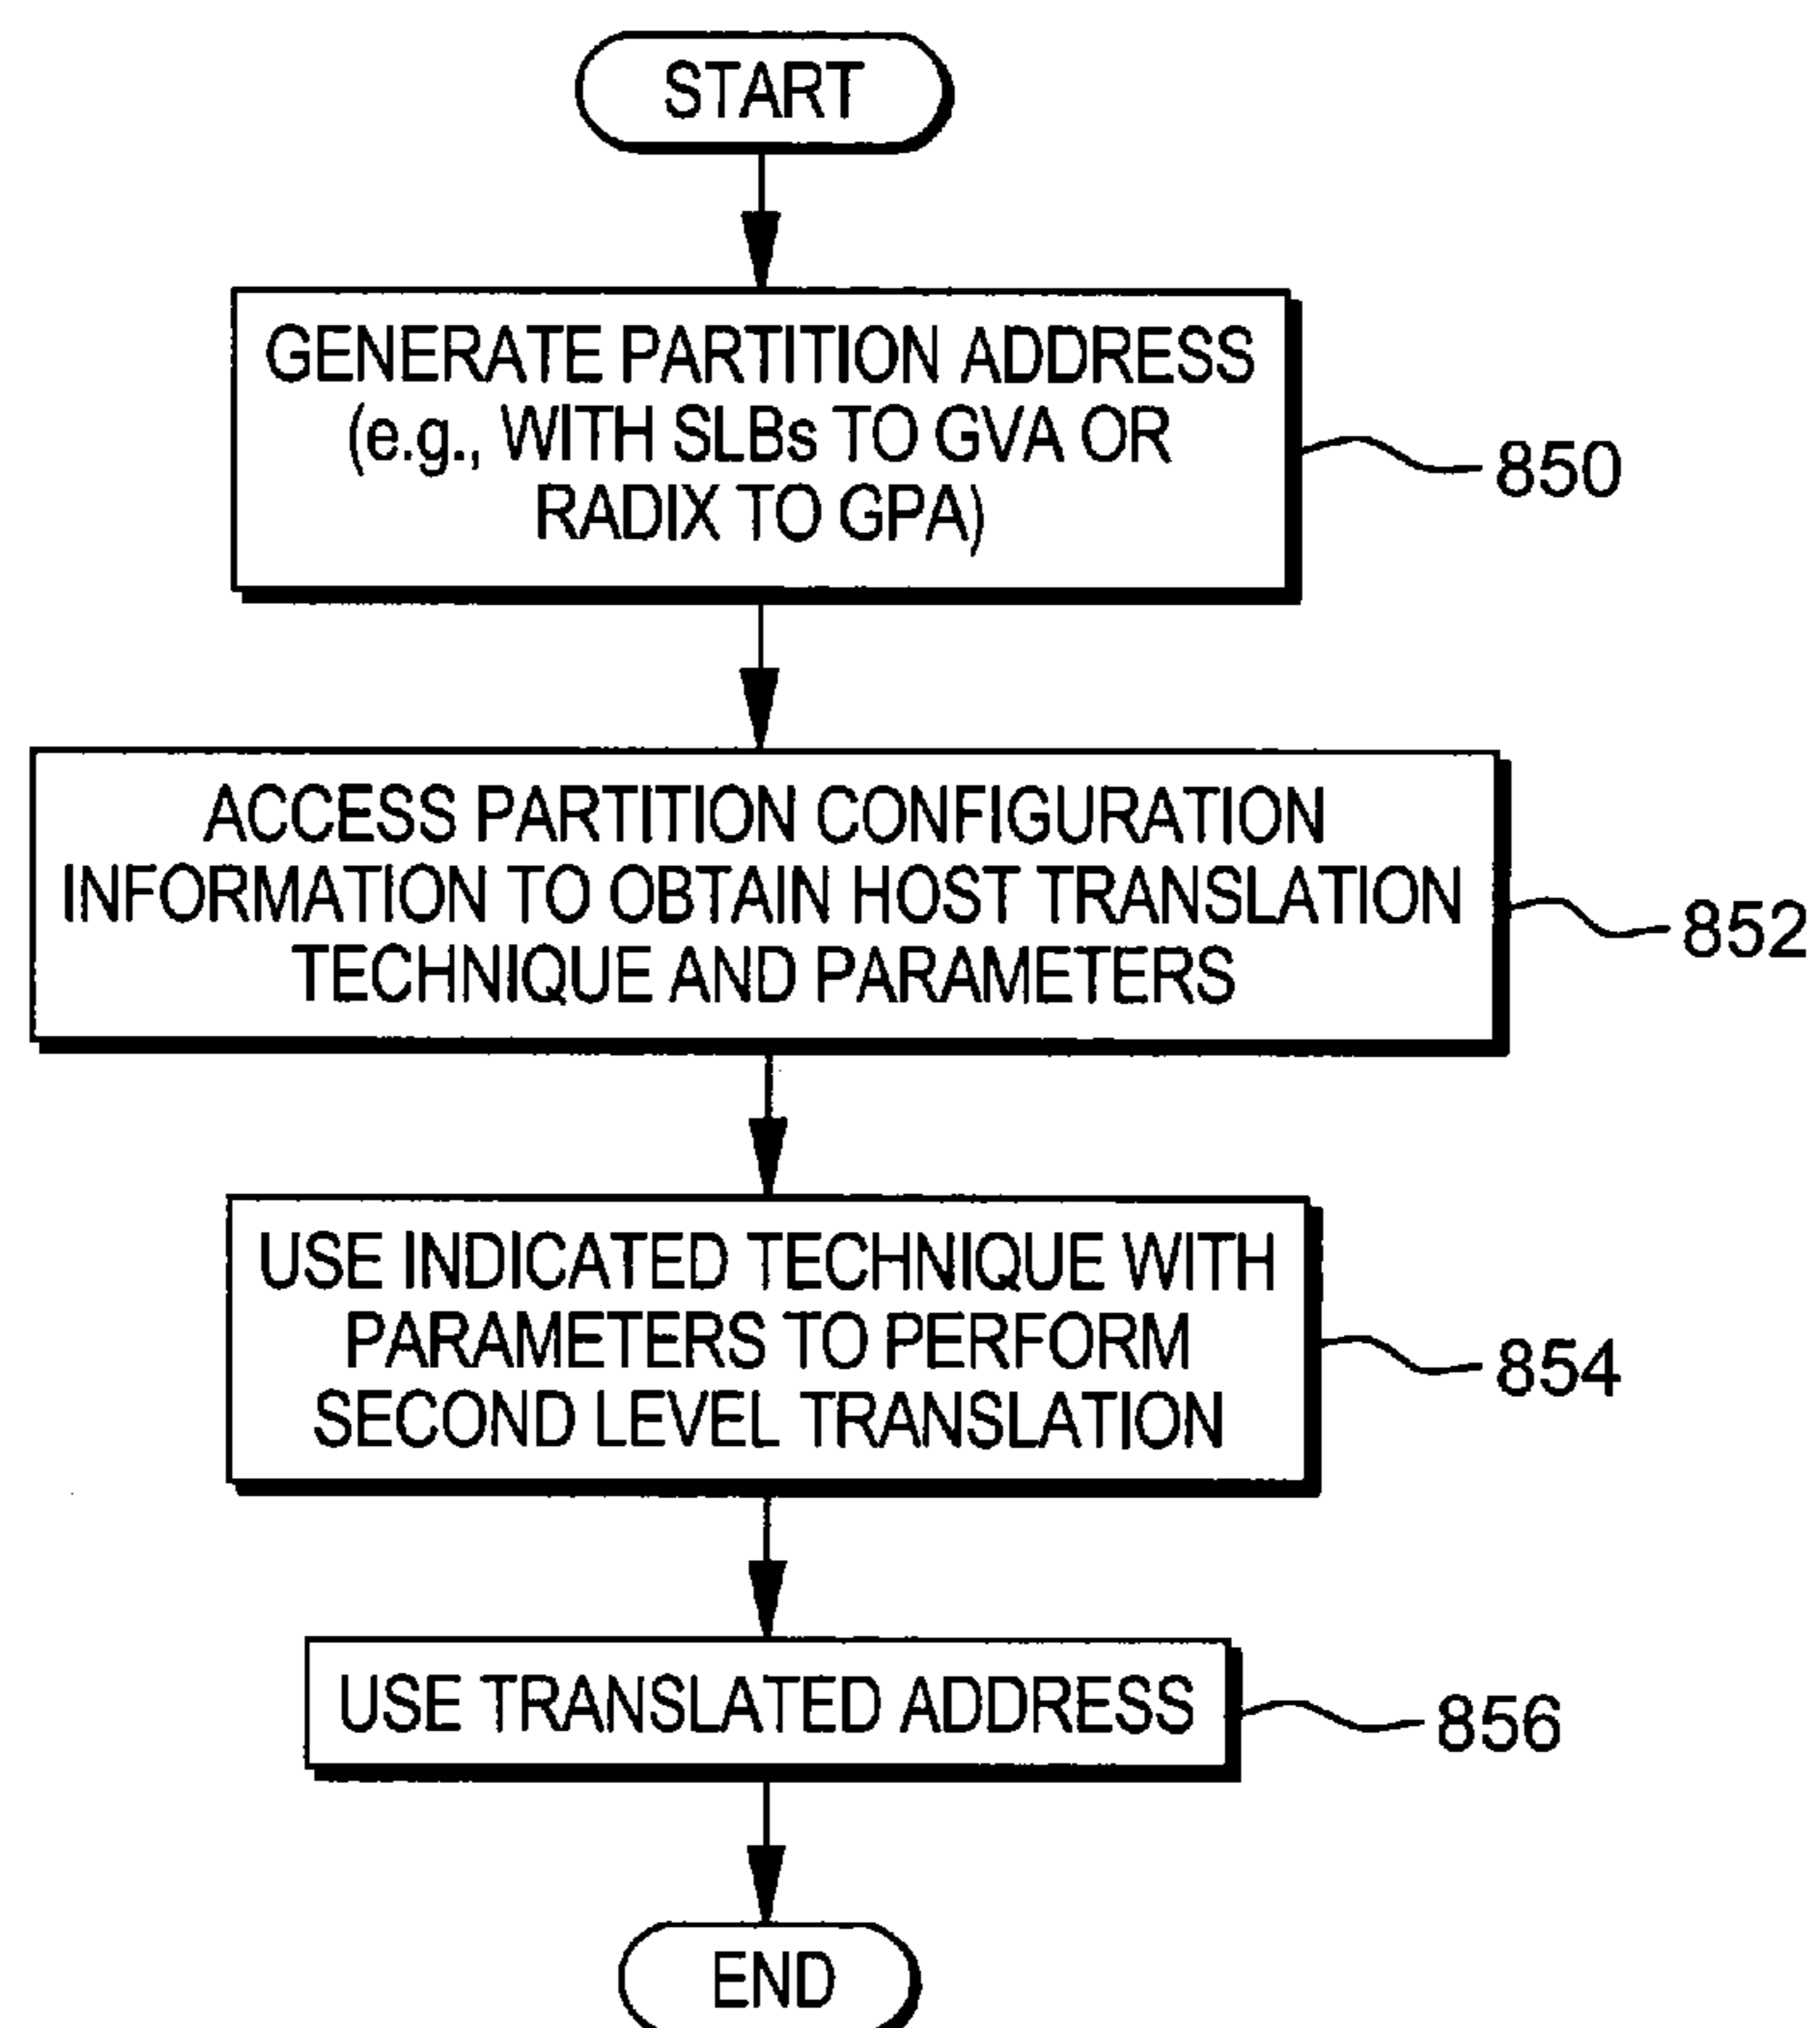 START
GENERATE PARTITION ADDRESS
(e.g., WITH SLBs TO GVA OR
RADIX TO GPA)
850
ACCESS PARTITION CONFIGURATION
INFORMATION TO OBTAIN HOST TRANSLATION
TECHNIQUE AND PARAMETERS
852
USE INDICATED TECHNIQUE WITH
PARAMETERS TO PERFORM
SECOND LEVEL TRANSLATION
854
USE TRANSLATED ADDRESS
856
END